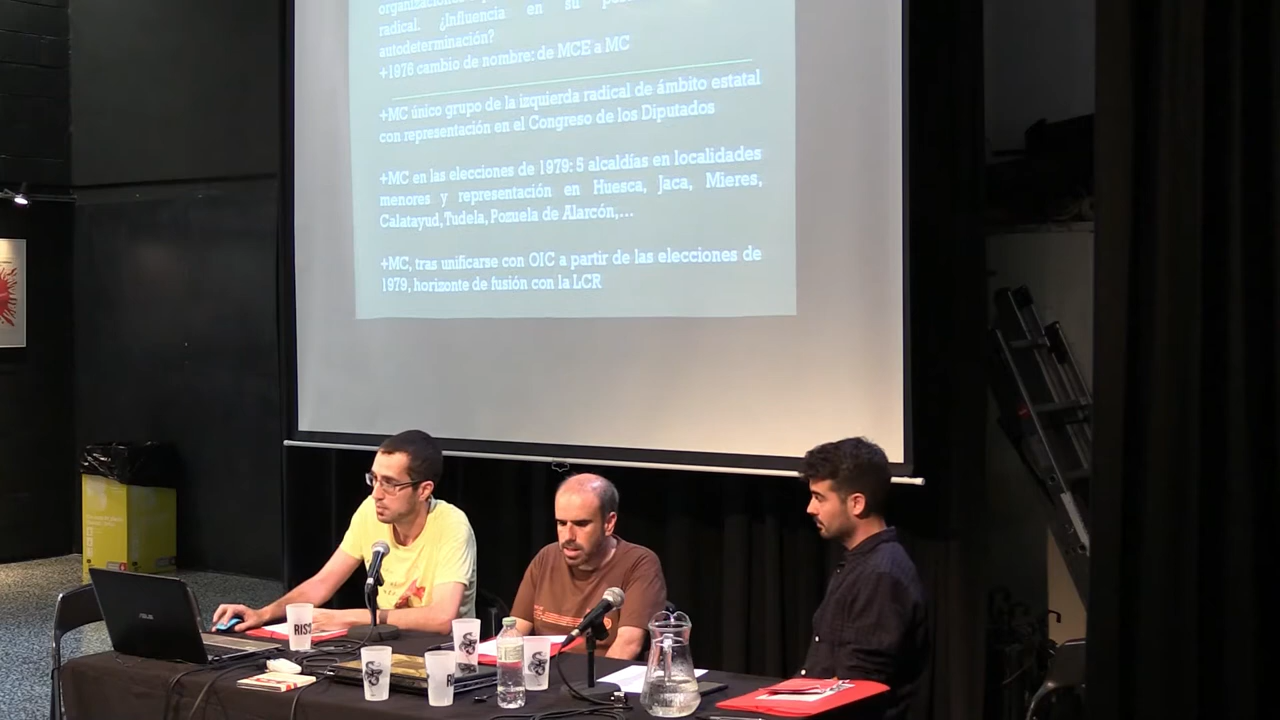 organizaciones
radical. ¿Influencia en su
autodeterminación?
+1976 cambio de nombre: de MCE a MC
+MC único grupo de la izquierda radical de ámbito estatal
con representación en el Congreso de los Diputados
+MC en las elecciones de 1979: 5 alcaldías en localidades
menores y representación en Huesca, Jaca, Mieres,
Calatayud, Tudela, Pozuela de Alarcón,...
+MC, tras unificarse con OIC a partir de las elecciones de
1979, horizonte de fusión con la LCR
ASUS